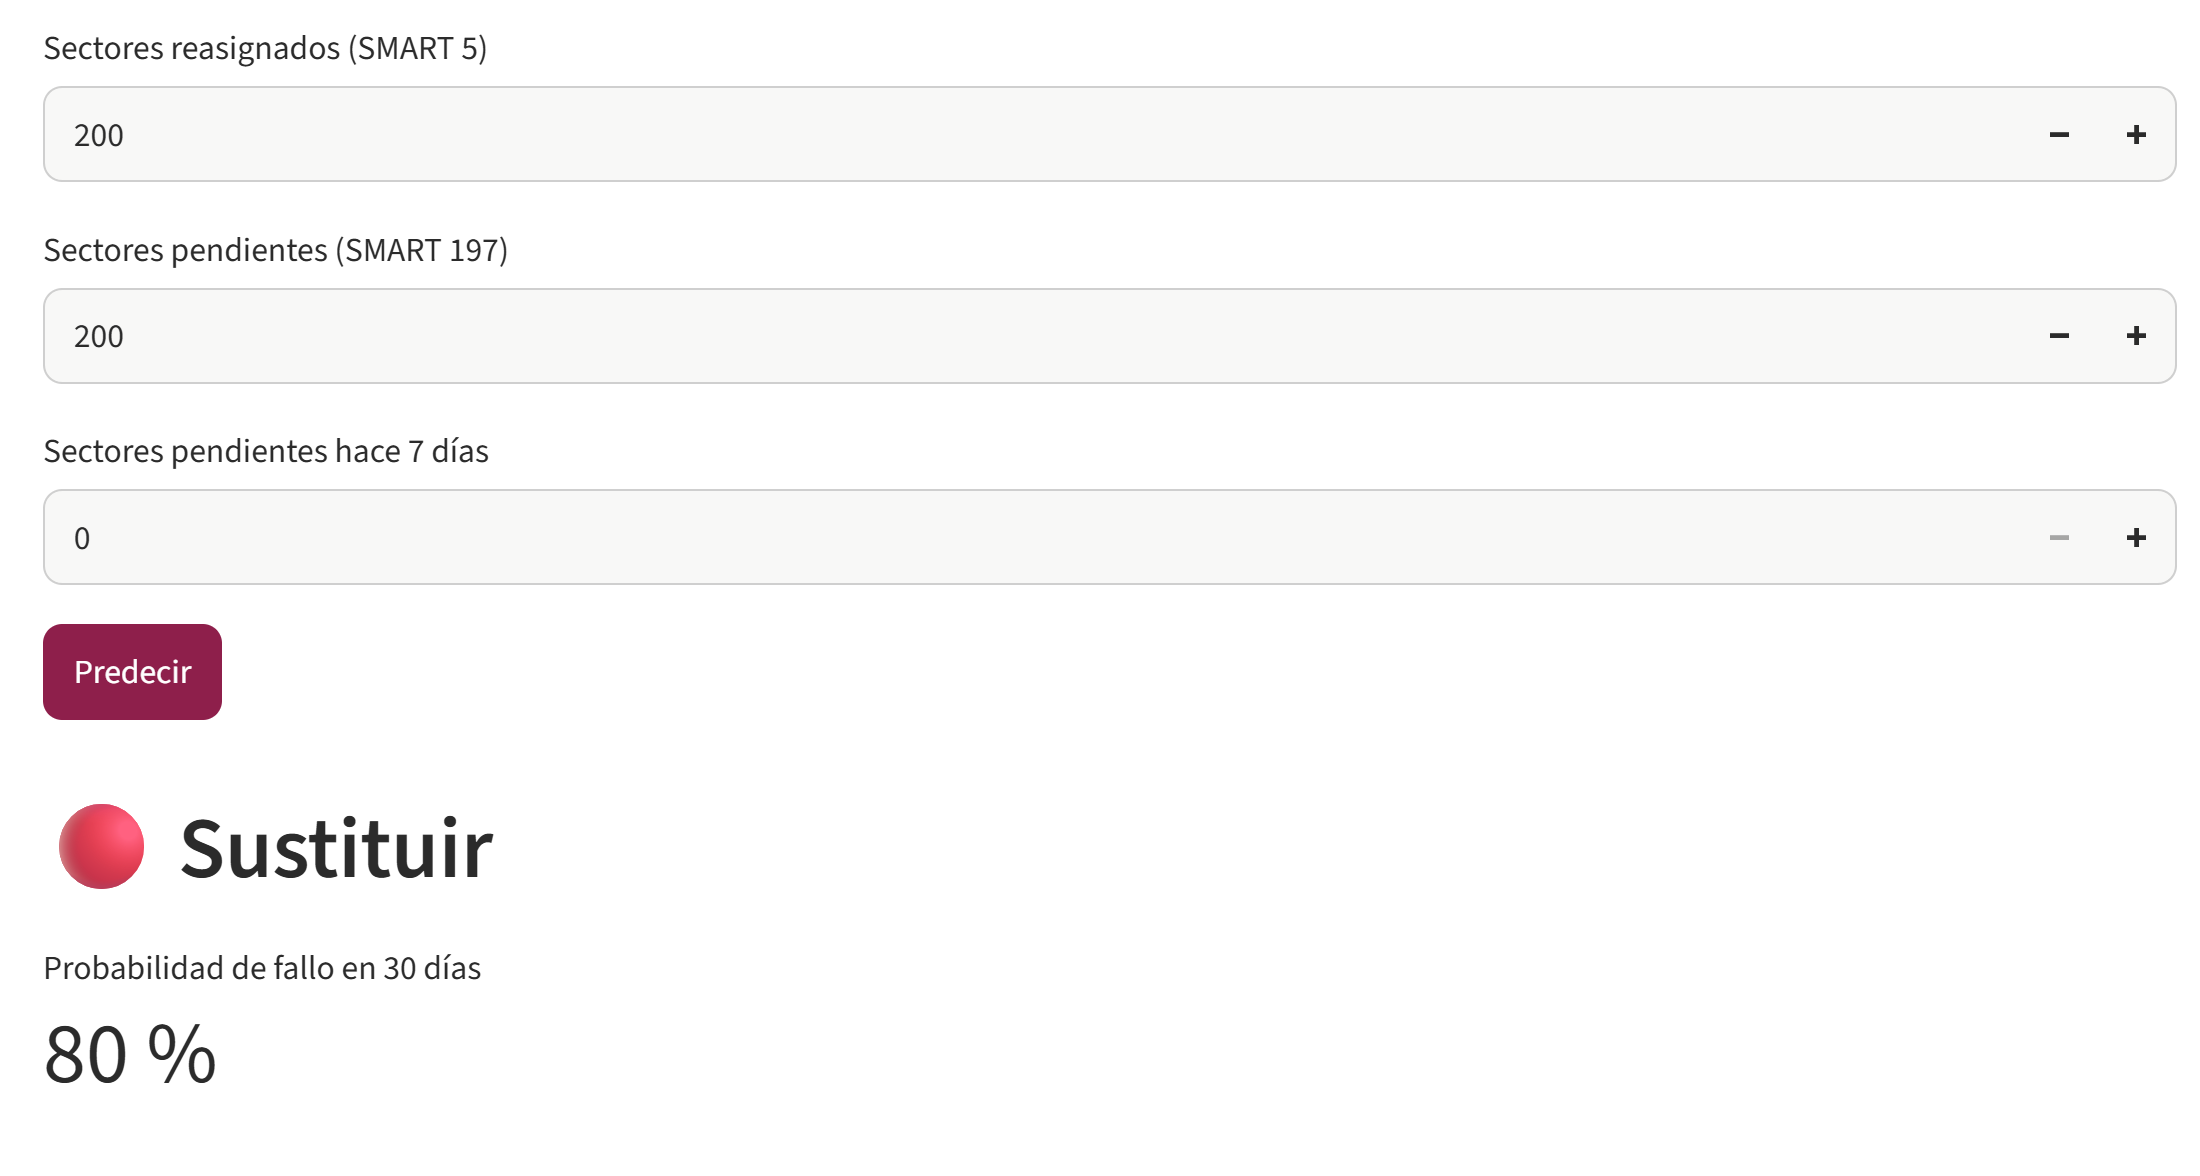 Sectores reasignados (SMART 5)
200
Sectores pendientes (SMART 197)
200
Sectores pendientes hace 7 días
0
Predecir
Sustituir
Probabilidad de fallo en 30 días
80 %